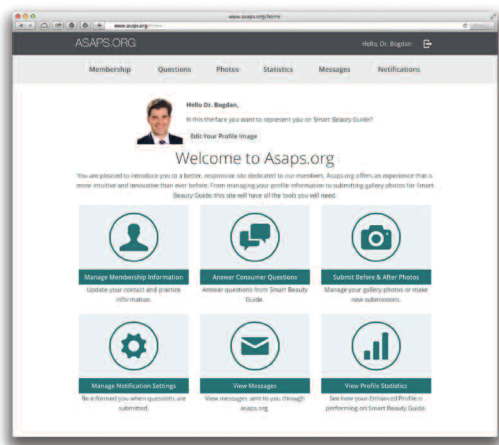 www.asaps.org/home
www.asaps.org/home
ASAPS.ORG
Hello, Dr. Bogdan
Membership Questions Photos Statistics Messages Notifications
Hello Dr. Bogdan,
Is this the face you want to represent you on Smart Beauty Guide?
Edit Your Profile Image
Welcome to Asaps.org
You are pleased to introduce you to a better, responsive site dedicated to our members. Asaps.org offers an experience that is
more intuitive and innovative than ever before. From managing your profile information to submitting gallery photos for Smart
Beauty Guide, this site will have all the tools you will need.
Manage Membership Information
Update your contact and practice
information.
Answer Consumer Questions
Answer questions from Smart Beauty
Guide.
Submit Before & After Photos
Manage your gallery photos or make
new submissions.
Manage Notification Settings
Be informed you when questions are
submitted.
View Messages
View messages sent to you through
asaps.org
View Profile Statistics
See how your Enhanced Profile is
performing on Smart Beauty Guide.